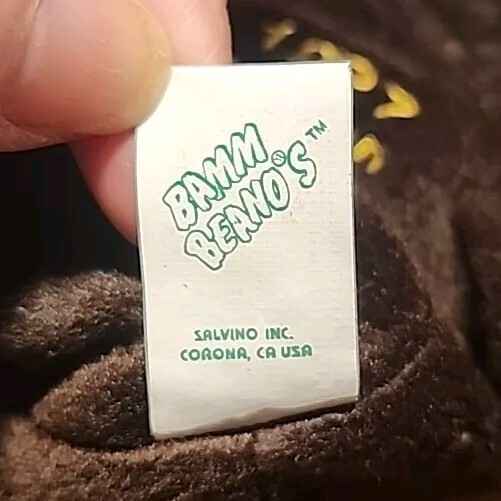 BAMM
BEANO'S™
SALVINO INC.
CORONA, CA USA